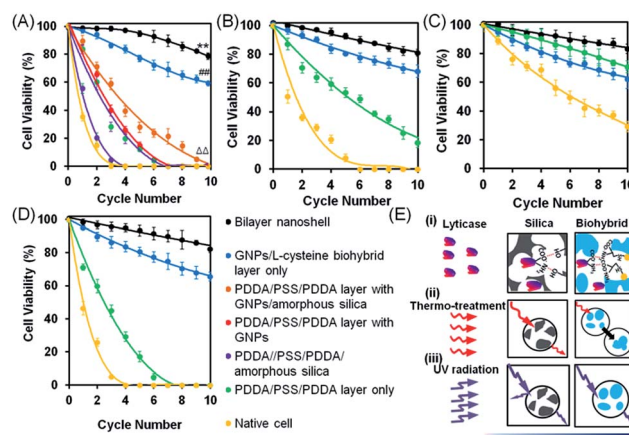 (A)
100
80
60
40
20
0
Cell Viability (%)
**
##
ΔΔ
0 2 4 6 8 10
Cycle Number
(B)
100
80
60
40
20
0
Cell Viability (%)
0 2 4 6 8 10
Cycle Number
(C)
100
80
60
40
20
0
Cell Viability (%)
0 2 4 6 8 10
Cycle Number
(D)
100
80
60
40
20
0
Cell Viability (%)
0 2 4 6 8 10
Cycle Number
Bilayer nanoshell
GNPs/L-cysteine biohybrid
layer only
PDDA/PSS/PDDA layer with
GNPs/amorphous silica
PDDA/PSS/PDDA layer with
GNPs
PDDA//PSS/PDDA/
amorphous silica
PDDA/PSS/PDDA layer only
Native cell
(E)
(i) Lyticase Silica Biohybrid
(ii)
Thermo-treatment
(iii)
UV radiation